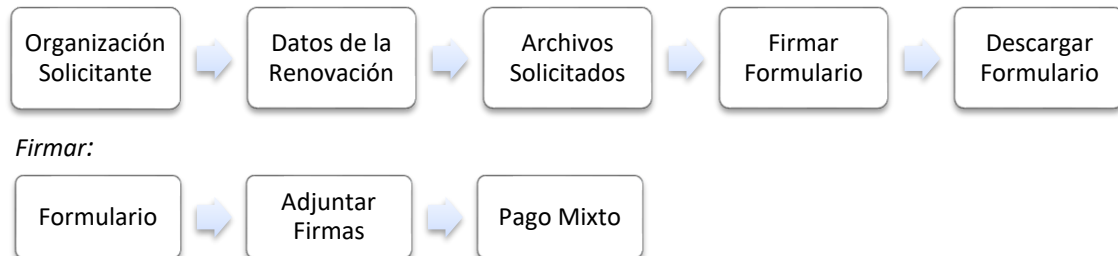 Organización
Solicitante
Datos de la
Renovación
Archivos
Solicitados
Firmar
Formulario
Descargar
Formulario
Firmar:
Formulario
Adjuntar
Firmas
Pago Mixto